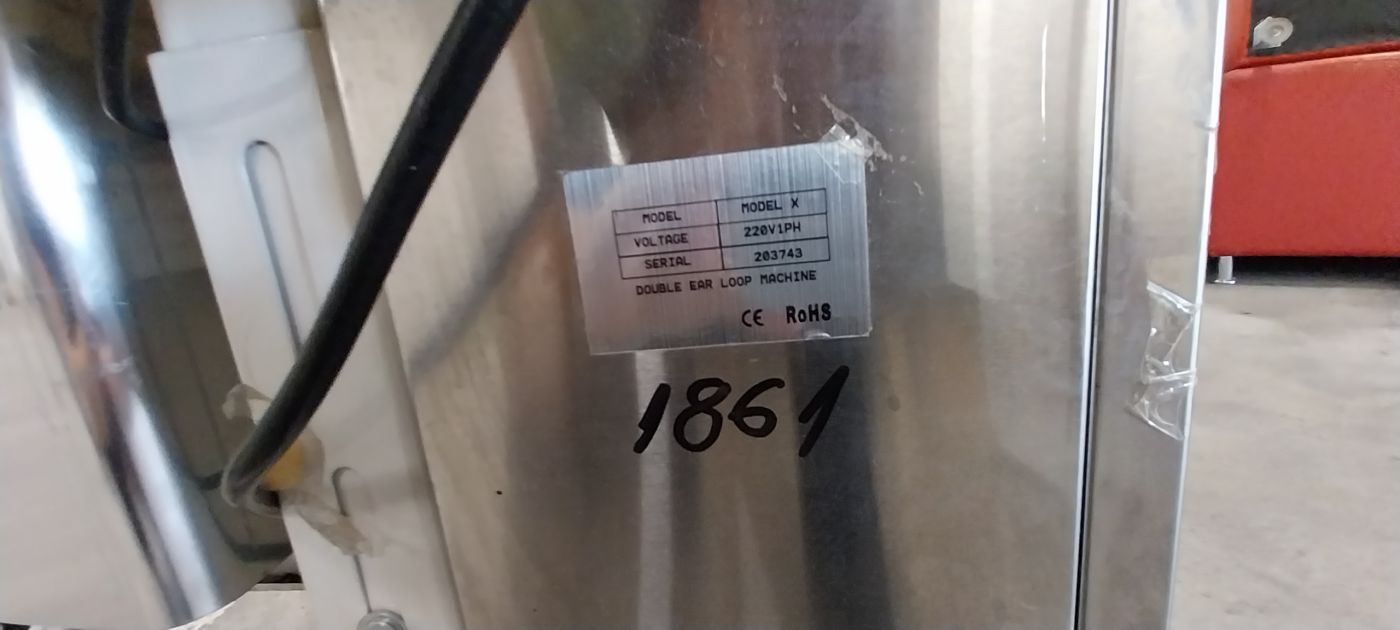 MODEL MODEL X
VOLTAGE 220V1PH
SERIAL 203743
DOUBLE EAR LOOP MACHINE
CE RoHS
1861